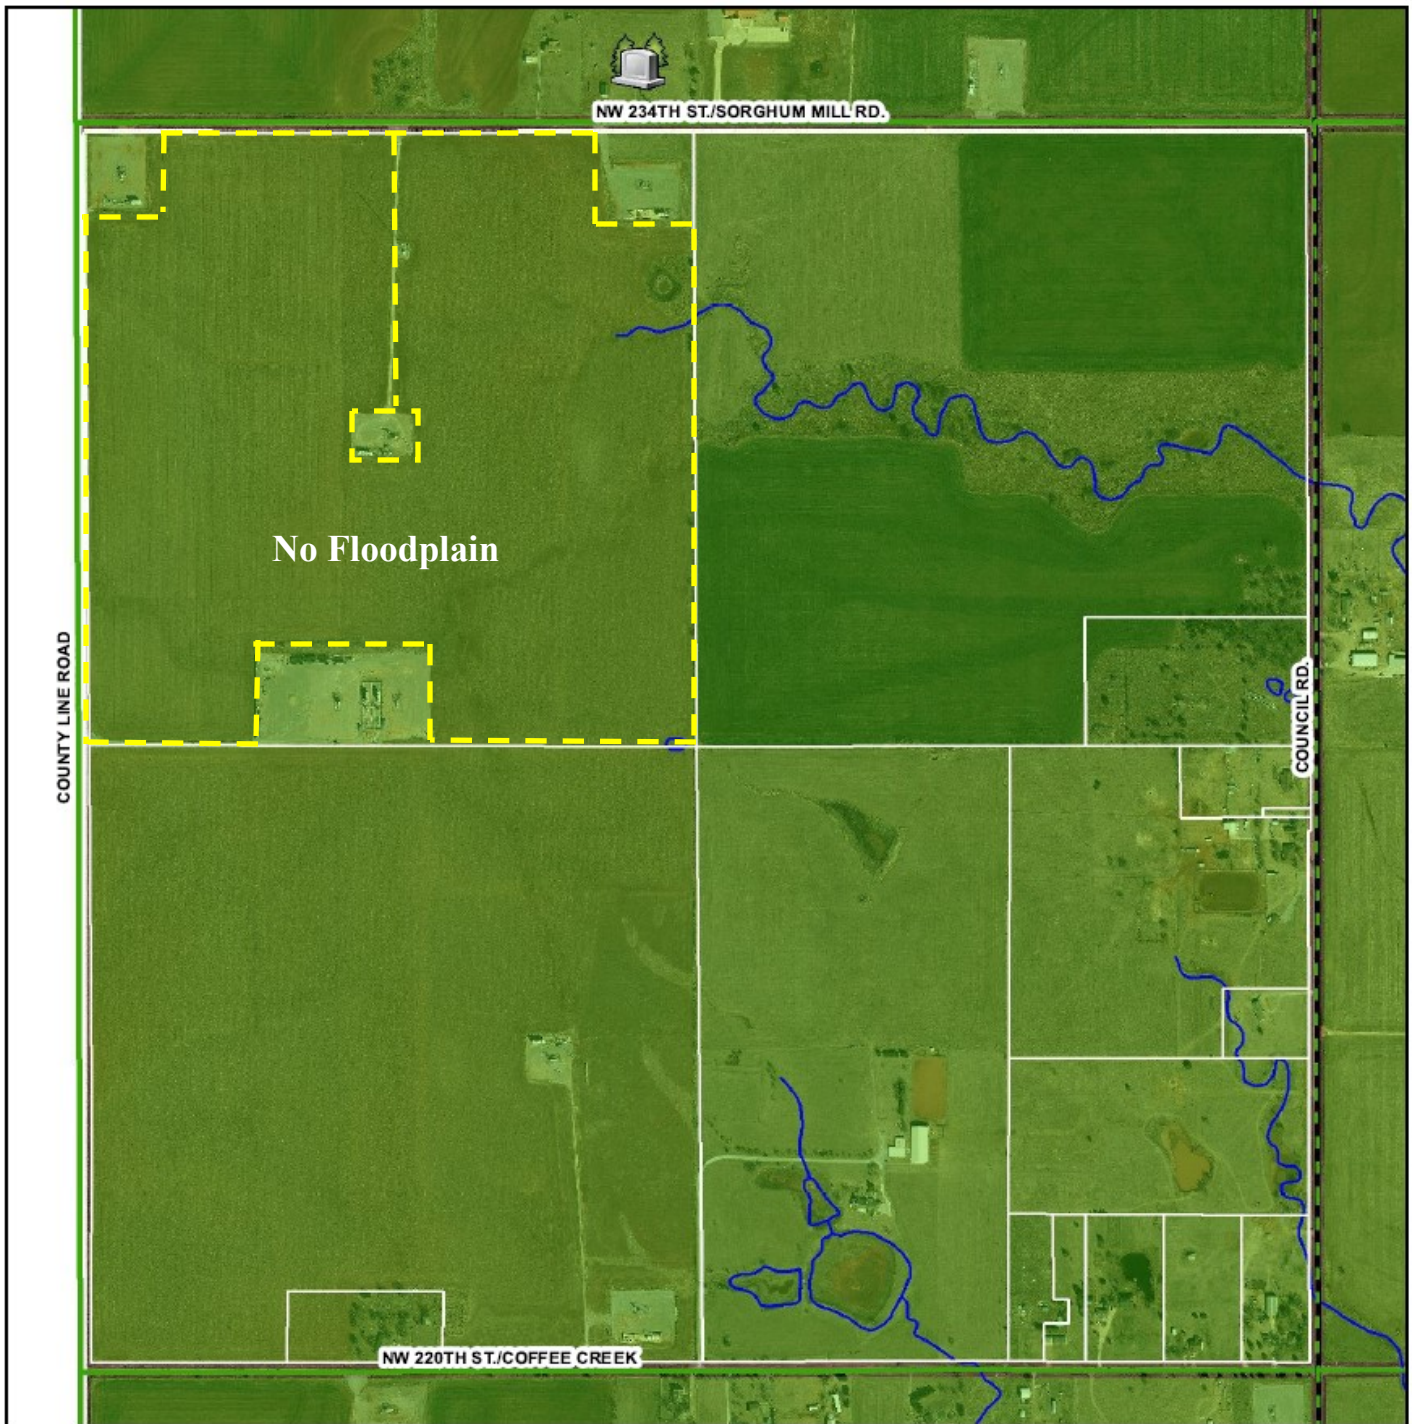 NW 234TH ST./SORGHUM MILL RD.
No Floodplain
COUNTY LINE ROAD
COUNCIL RD.
NW 220TH ST./COFFEE CREEK